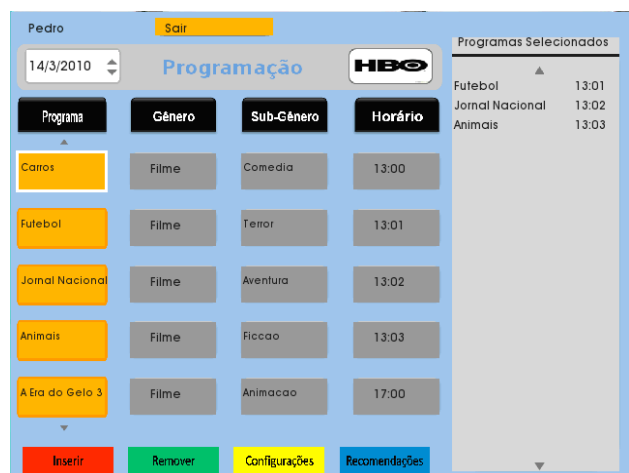 Pedro Sair
14/3/2010 Programação HBO
Programa Gênero Sub-Gênero Horário
Carros Filme Comedia 13:00
Futebol Filme Terror 13:01
Jornal Nacional Filme Aventura 13:02
Animais Filme Ficcao 13:03
A Era do Gelo 3 Filme Animacao 17:00
Inserir Remover Configurações Recomendações
Programas Selecionados
Futebol 13:01
Jornal Nacional 13:02
Animais 13:03